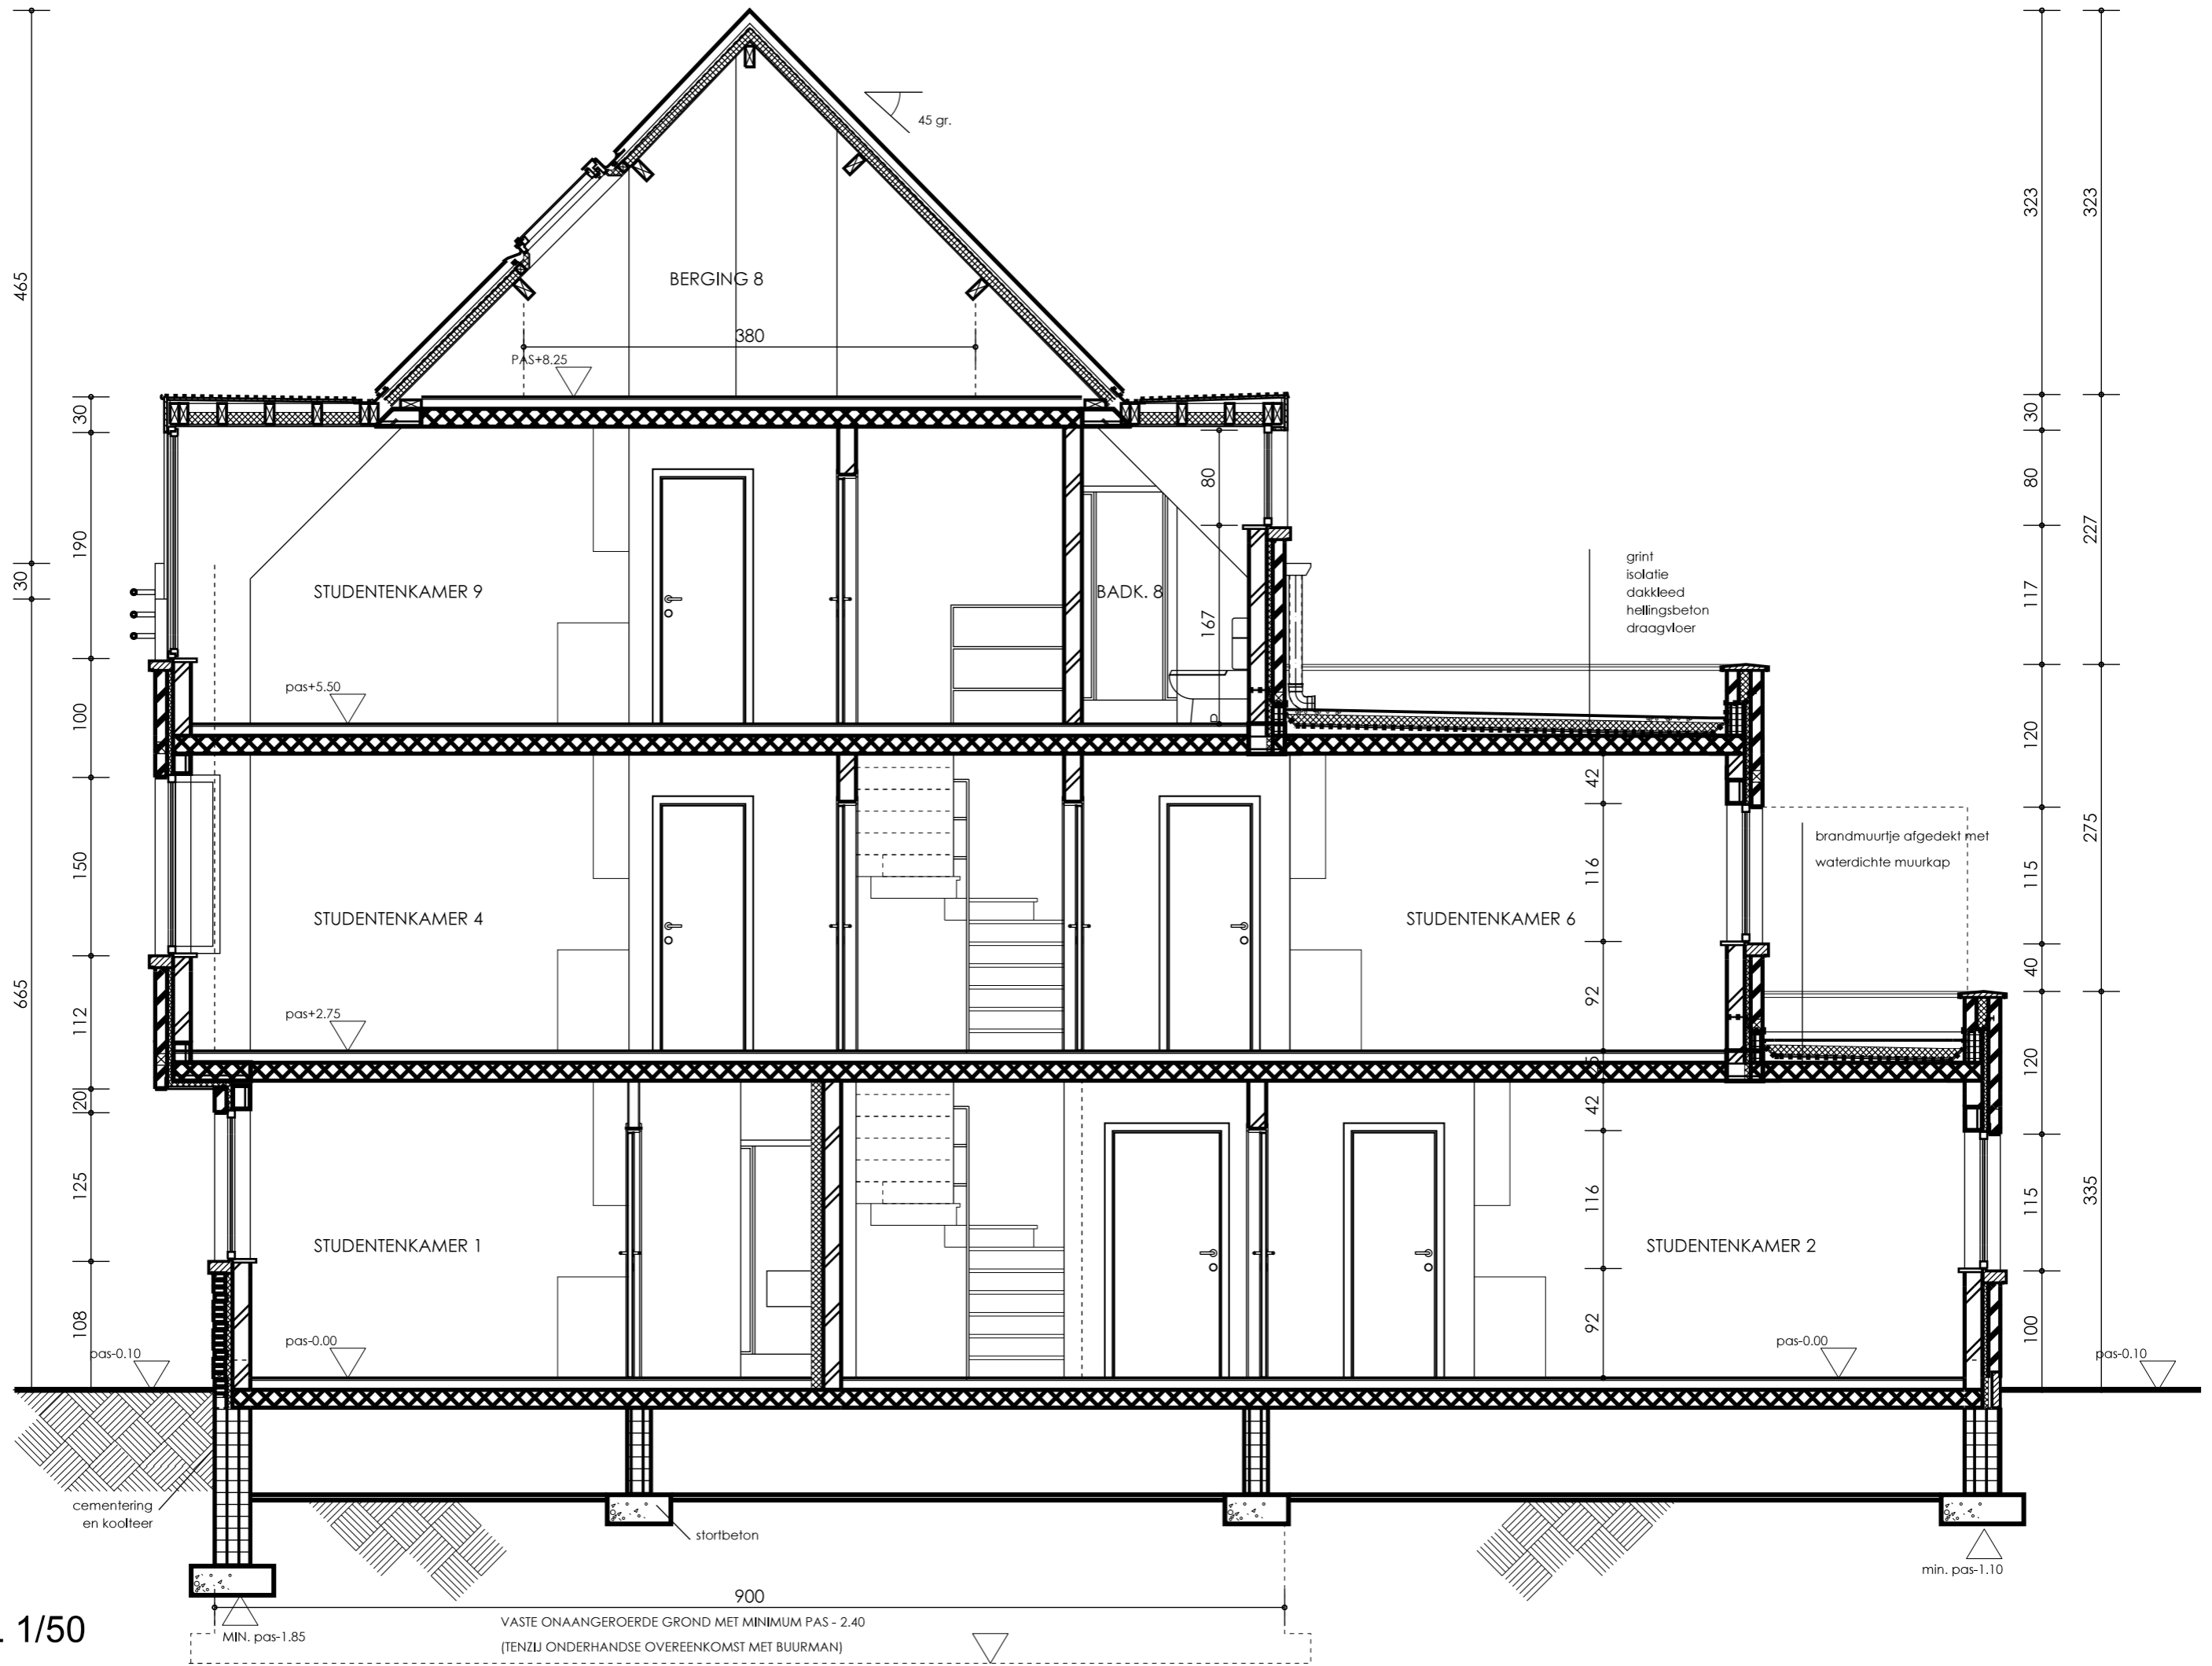 45 gr.
323
323
465
BERGING 8
380
PAS+8.25
30
30
80
80
190
30
227
grint
isolatie
dakkleed
hellingsbeton
draagvloer
STUDENTENKAMER 9
BADK. 8
167
117
pas+5.50
100
120
42
150
116
275
brandmuurtje afgedekt met
waterdichte muurkap
115
STUDENTENKAMER 4
STUDENTENKAMER 6
665
92
40
112
pas+2.75
120
20
42
125
116
115
335
STUDENTENKAMER 1
STUDENTENKAMER 2
108
92
100
pas-0.10
pas-0.00
pas-0.00
pas-0.10
cementering
en koolteer
stortbeton
min. pas-1.10
900
1/50
MIN. pas-1.85
VASTE ONAANGEROERDE GROND MET MINIMUM PAS - 2.40
(TENZIJ ONDERHANDSE OVEREENKOMST MET BUURMAN)